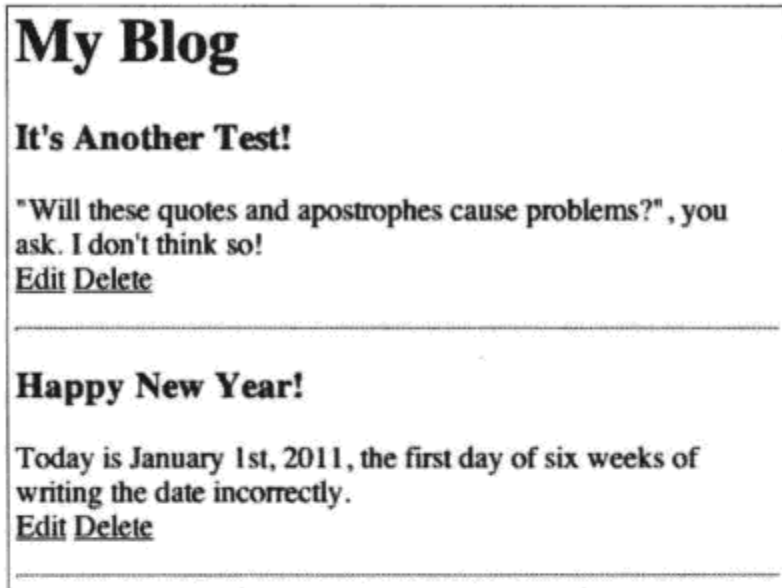 My Blog
It's Another Test!
"Will these quotes and apostrophes cause problems?", you
ask. I don't think so!
Edit Delete
Happy New Year!
Today is January 1st, 2011, the first day of six weeks of
writing the date incorrectly.
Edit Delete